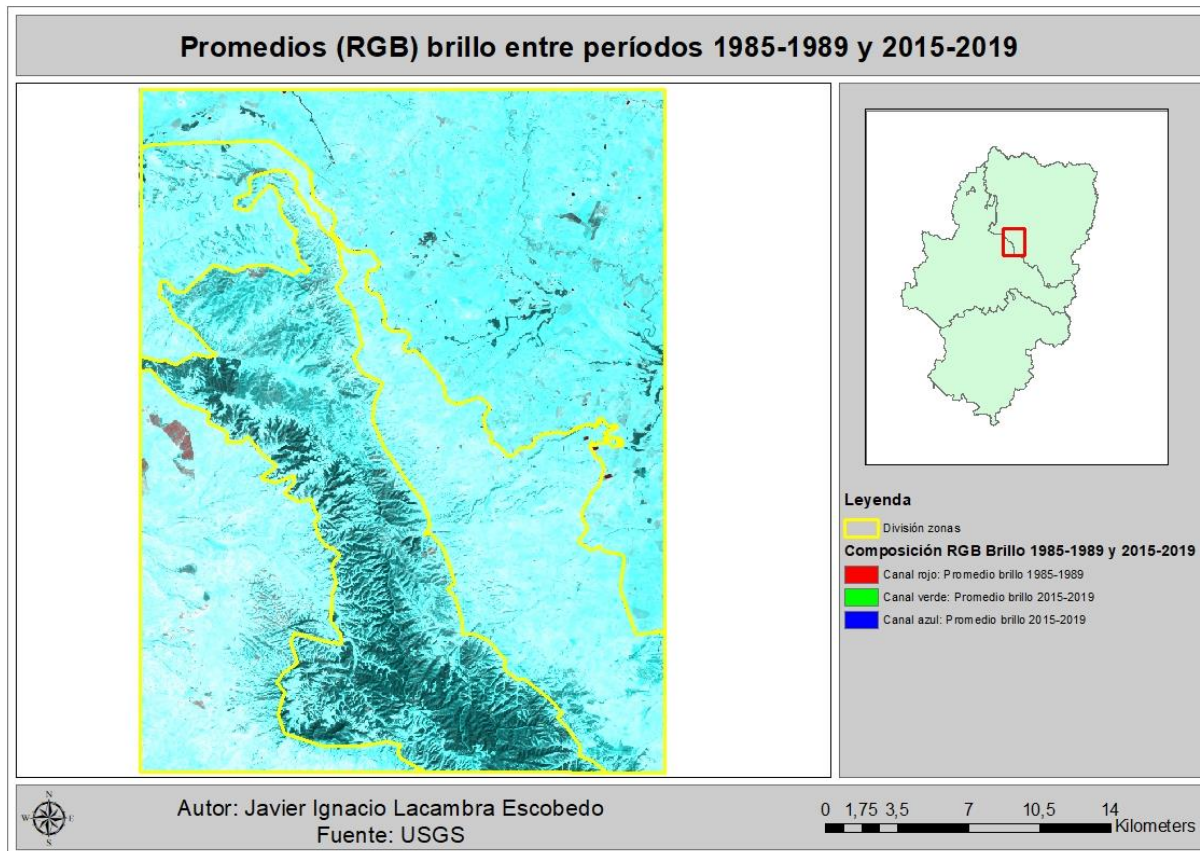 Promedios (RGB) brillo entre períodos 1985-1989 y 2015-2019
Leyenda
División zonas
Composición RGB Brillo 1985-1989 y 2015-2019
Canal rojo: Promedio brillo 1985-1989
Canal verde: Promedio brillo 2015-2019
Canal azul: Promedio brillo 2015-2019
N
W E
S
Autor: Javier Ignacio Lacambra Escobedo
Fuente: USGS
0 1,75 3,5 7 10,5 14
Kilometers